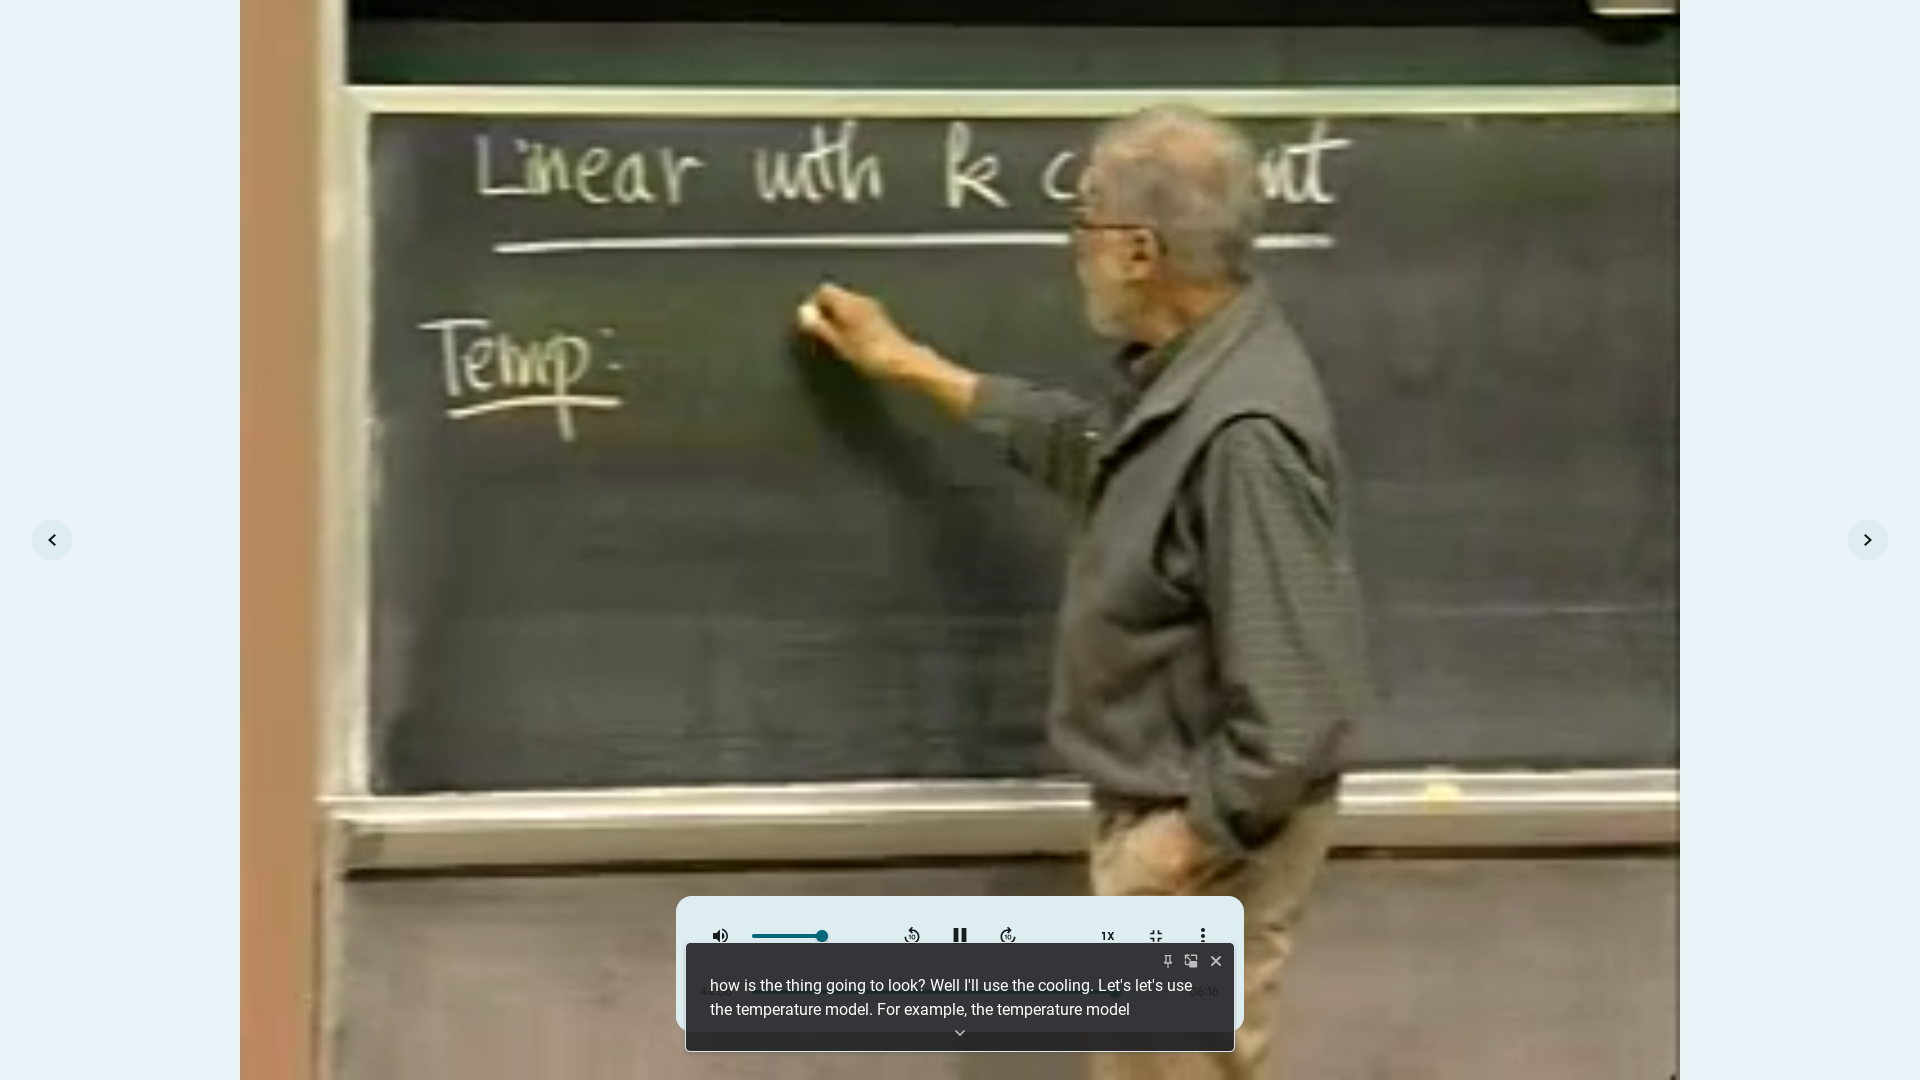 Linear with k c nt
Temp:
1X
how is the thing going to look? Well I'll use the cooling. Let's let's use
the temperature model. For example, the temperature model